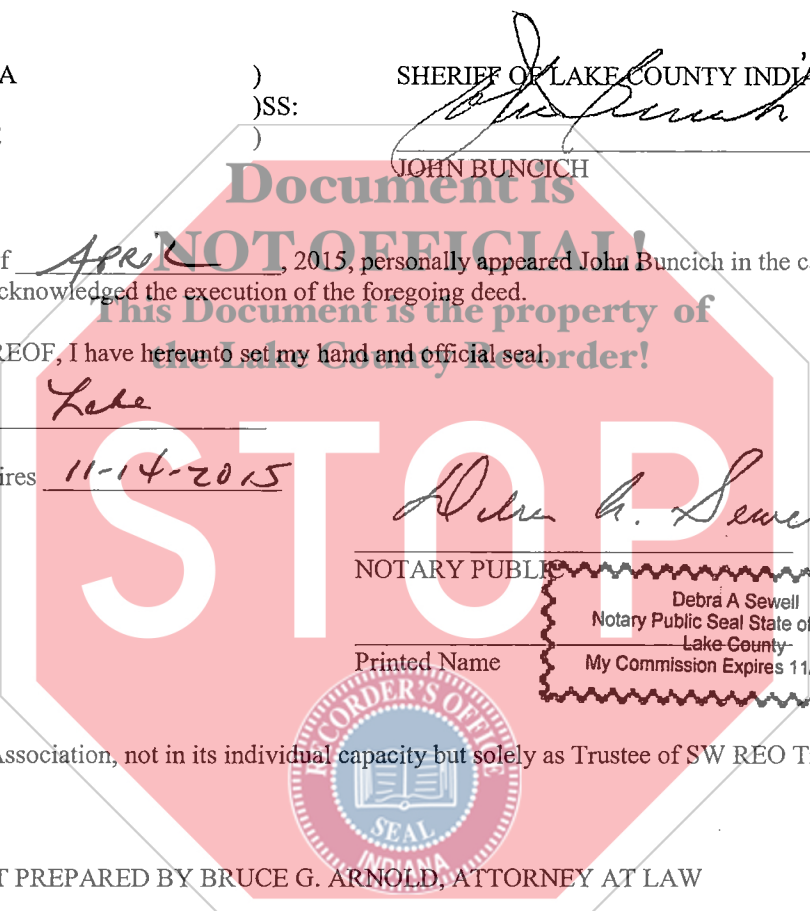 A ) SHERIFF OF LAKE COUNTY INDIA
)SS:
)
JOHN BUNCICH
Document is
NOT OFFICIAL!
This Document is the property of
the Lake County Recorder!
STOP
f APRIL, 2015, personally appeared John Buncich in the c
cknowledged the execution of the foregoing deed.
REOF, I have hereunto set my hand and official seal.
Lake
ires 11-14-2015
Debra A. Sewe
NOTARY PUBLIC
Debra A Sewell
Notary Public Seal State of
Lake County
My Commission Expires 11/
Printed Name
RECORDER'S OFFICE
SEAL
INDIANA
Association, not in its individual capacity but solely as Trustee of SW REO T
T PREPARED BY BRUCE G. ARNOLD, ATTORNEY AT LAW